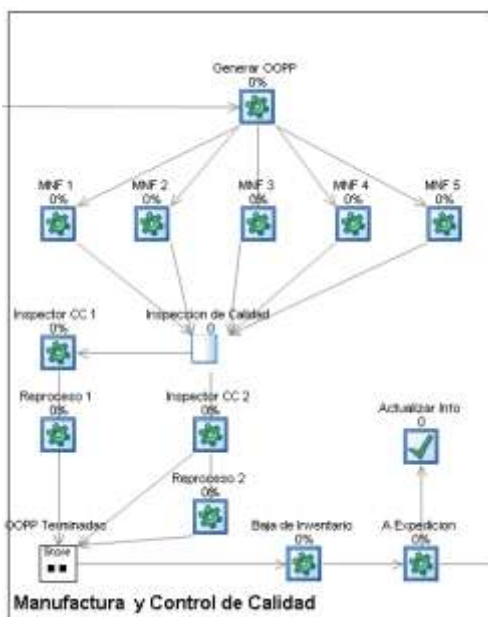 Generar OOPP
0%
MNF 1
0%
MNF 2
0%
MNF 3
0%
MNF 4
0%
MNF 5
0%
Inspector CC 1
0%
Inspeccion de Calidad
0
Reproceso 1
0%
Inspector CC 2
0%
Actualizar Info
0
Reproceso 2
0%
OOPP Terminadas
Store
Baja de Inventario
0%
A Expedicion
0%
Manufactura y Control de Calidad